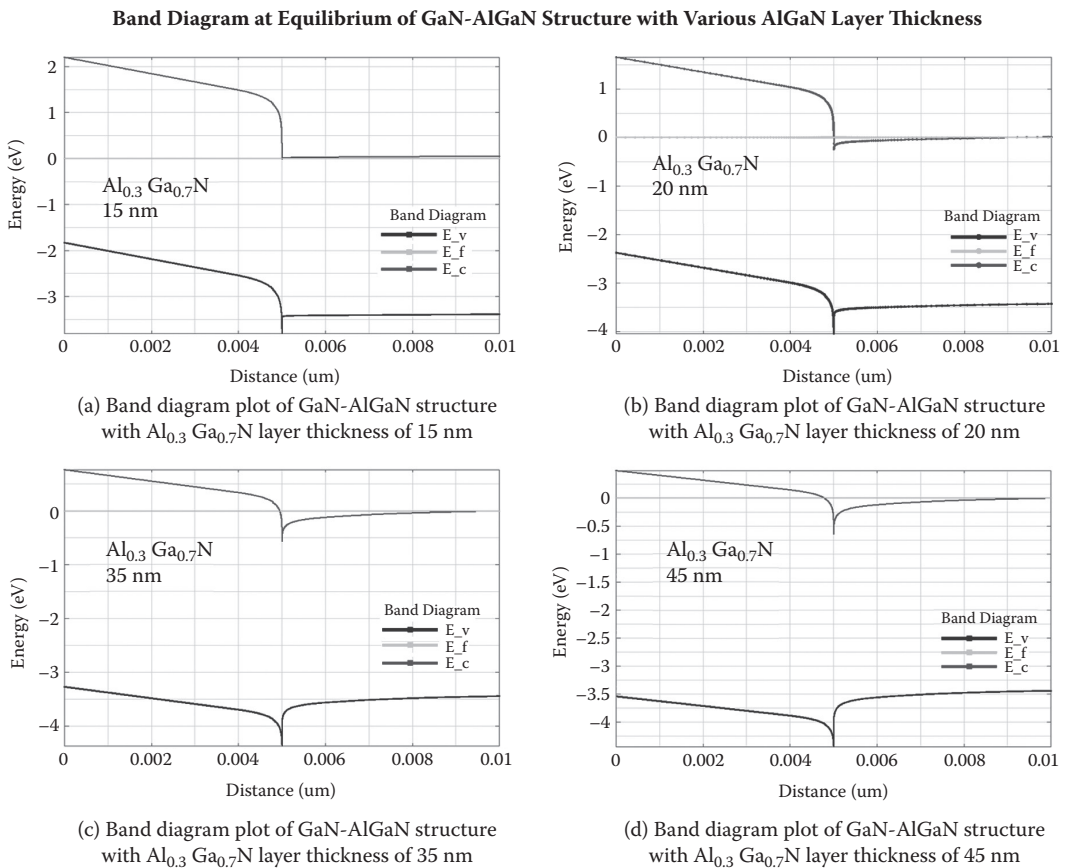 Band Diagram at Equilibrium of GaN-AlGaN Structure with Various AlGaN Layer Thickness
2
1
0
−1
−2
−3
Energy (eV)
Al0.3 Ga0.7N
15 nm
Band Diagram
E_v
E_f
E_c
0
0.002
0.004
0.006
0.008
0.01
Distance (um)
(a) Band diagram plot of GaN-AlGaN structure
with Al0.3 Ga0.7N layer thickness of 15 nm
1
0
−1
−2
−3
−4
Energy (eV)
Al0.3 Ga0.7N
20 nm
Band Diagram
E_v
E_f
E_c
0
0.002
0.004
0.006
0.008
0.01
Distance (um)
(b) Band diagram plot of GaN-AlGaN structure
with Al0.3 Ga0.7N layer thickness of 20 nm
0
−1
−2
−3
−4
Energy (eV)
Al0.3 Ga0.7N
35 nm
Band Diagram
E_v
E_f
E_c
0
0.002
0.004
0.006
0.008
0.01
Distance (um)
(c) Band diagram plot of GaN-AlGaN structure
with Al0.3 Ga0.7N layer thickness of 35 nm
0
−0.5
−1
−1.5
−2
−2.5
−3
−3.5
−4
Energy (eV)
Al0.3 Ga0.7N
45 nm
Band Diagram
E_v
E_f
E_c
0
0.002
0.004
0.006
0.008
0.01
Distance (um)
(d) Band diagram plot of GaN-AlGaN structure
with Al0.3 Ga0.7N layer thickness of 45 nm